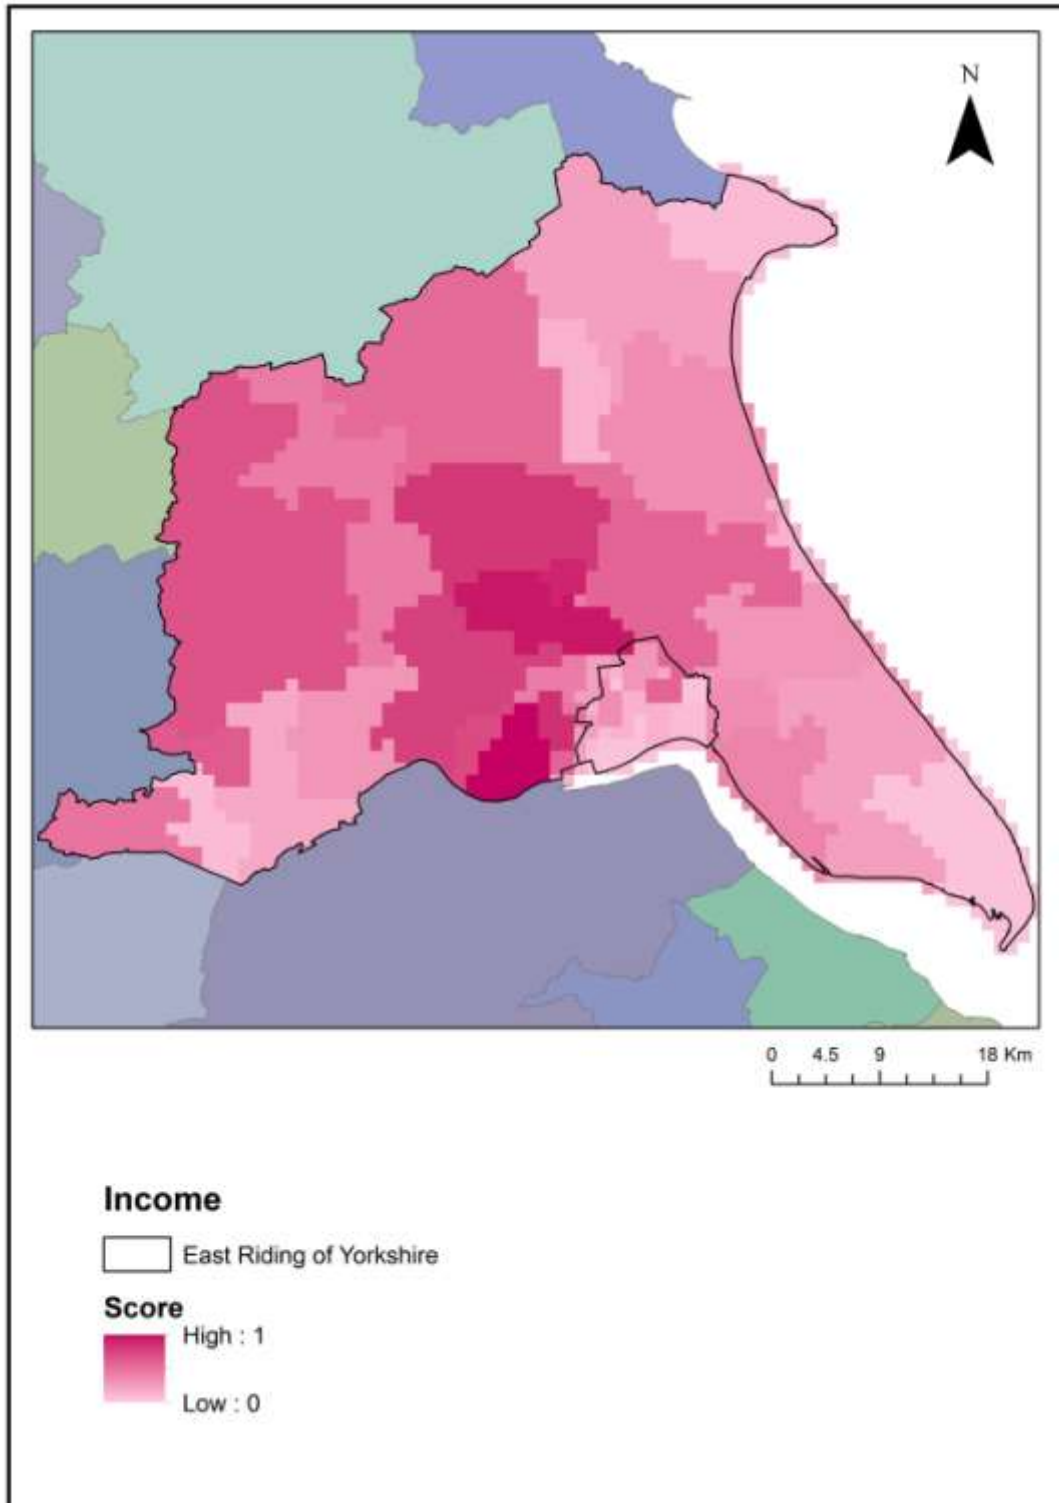 N
0 4.5 9 18 Km
Income
East Riding of Yorkshire
Score
High : 1
Low : 0